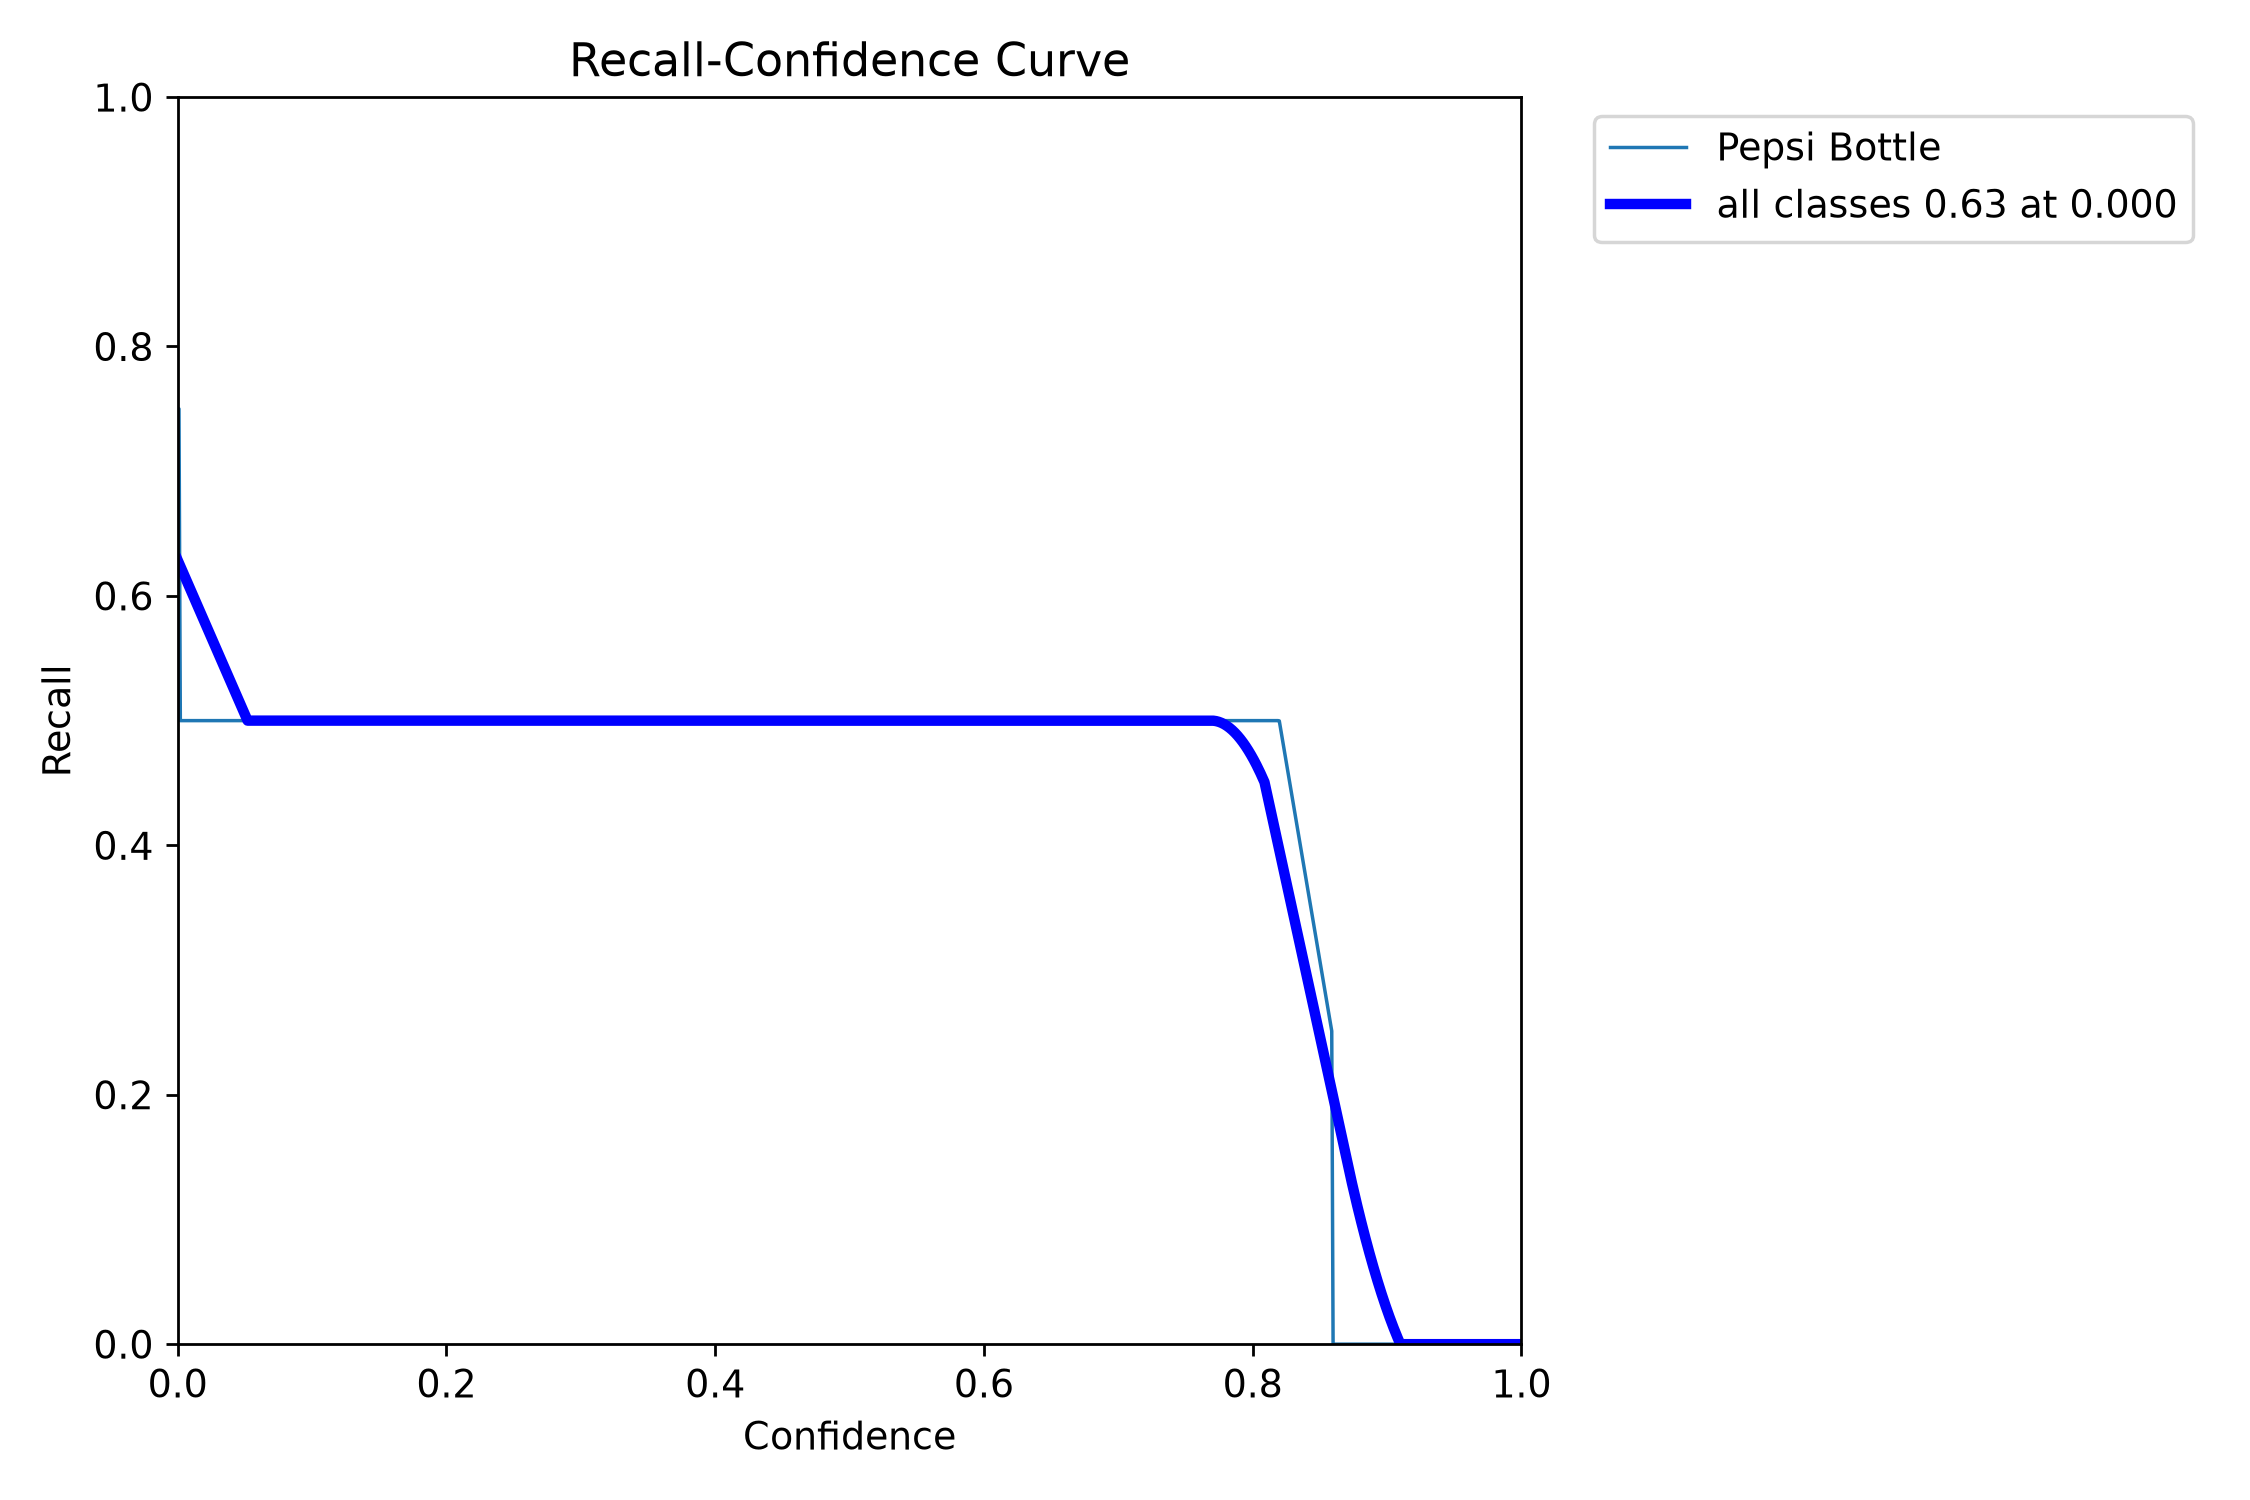 Recall-Confidence Curve
1.0
0.8
0.6
0.4
0.2
0.0
Recall
0.0 0.2 0.4 0.6 0.8 1.0
Confidence
Pepsi Bottle
all classes 0.63 at 0.000